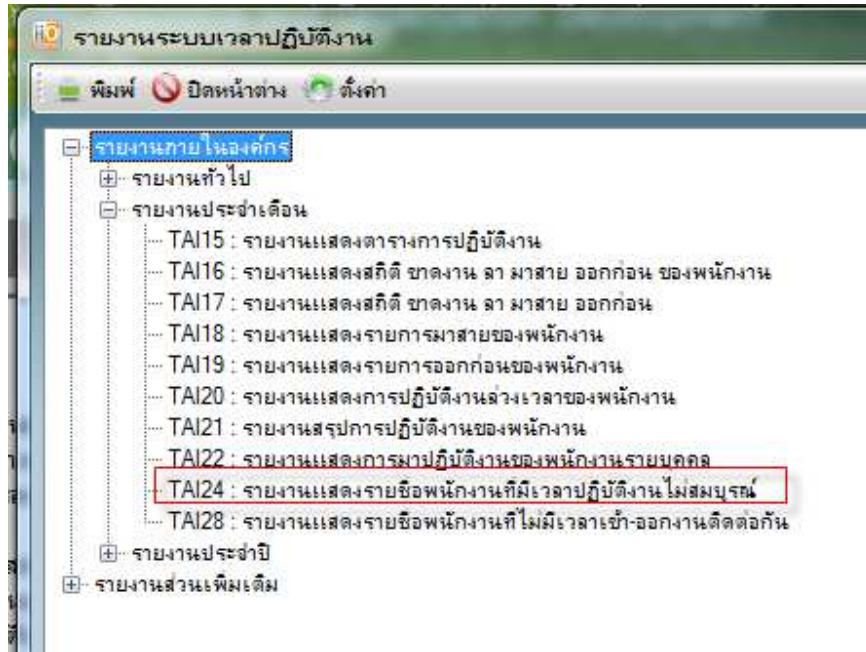 รายงานระบบเวลาปฏิบัติงาน
พิมพ์ ปิดหน้าต่าง ตั้งค่า
รายงานภายในองค์กร
รายงานทั่วไป
รายงานประจำเดือน
TAI15 : รายงานแสดงตารางการปฏิบัติงาน
TAI16 : รายงานแสดงสถิติ ขาดงาน ลา มาสาย ออกก่อน ของพนักงาน
TAI17 : รายงานแสดงสถิติ ขาดงาน ลา มาสาย ออกก่อน
TAI18 : รายงานแสดงรายการมาสายของพนักงาน
TAI19 : รายงานแสดงรายการออกก่อนของพนักงาน
TAI20 : รายงานแสดงการปฏิบัติงานล่วงเวลาของพนักงาน
TAI21 : รายงานสรุปการปฏิบัติงานของพนักงาน
TAI22 : รายงานแสดงการมาปฏิบัติงานของพนักงานรายบุคคล
TAI24 : รายงานแสดงรายชื่อพนักงานที่มีเวลาปฏิบัติงานไม่สมบูรณ์
TAI28 : รายงานแสดงรายชื่อพนักงานที่ไม่มีเวลาเข้า-ออกงานติดต่อกัน
รายงานประจำปี
รายงานส่วนเพิ่มเติม